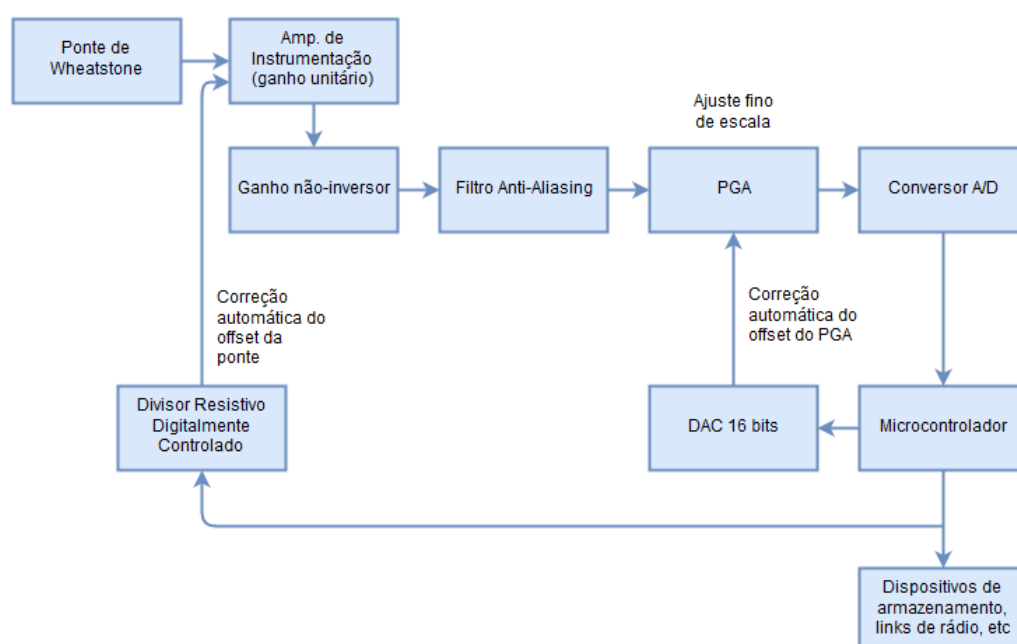 Ponte de
Wheatstone
Amp. de
Instrumentação
(ganho unitário)
Ajuste fino
de escala
Ganho não-inversor
Filtro Anti-Aliasing
PGA
Conversor A/D
Correção
automática do
offset da
ponte
Correção
automática do
offset do PGA
Divisor Resistivo
Digitalmente
Controlado
DAC 16 bits
Microcontrolador
Dispositivos de
armazenamento,
links de rádio, etc